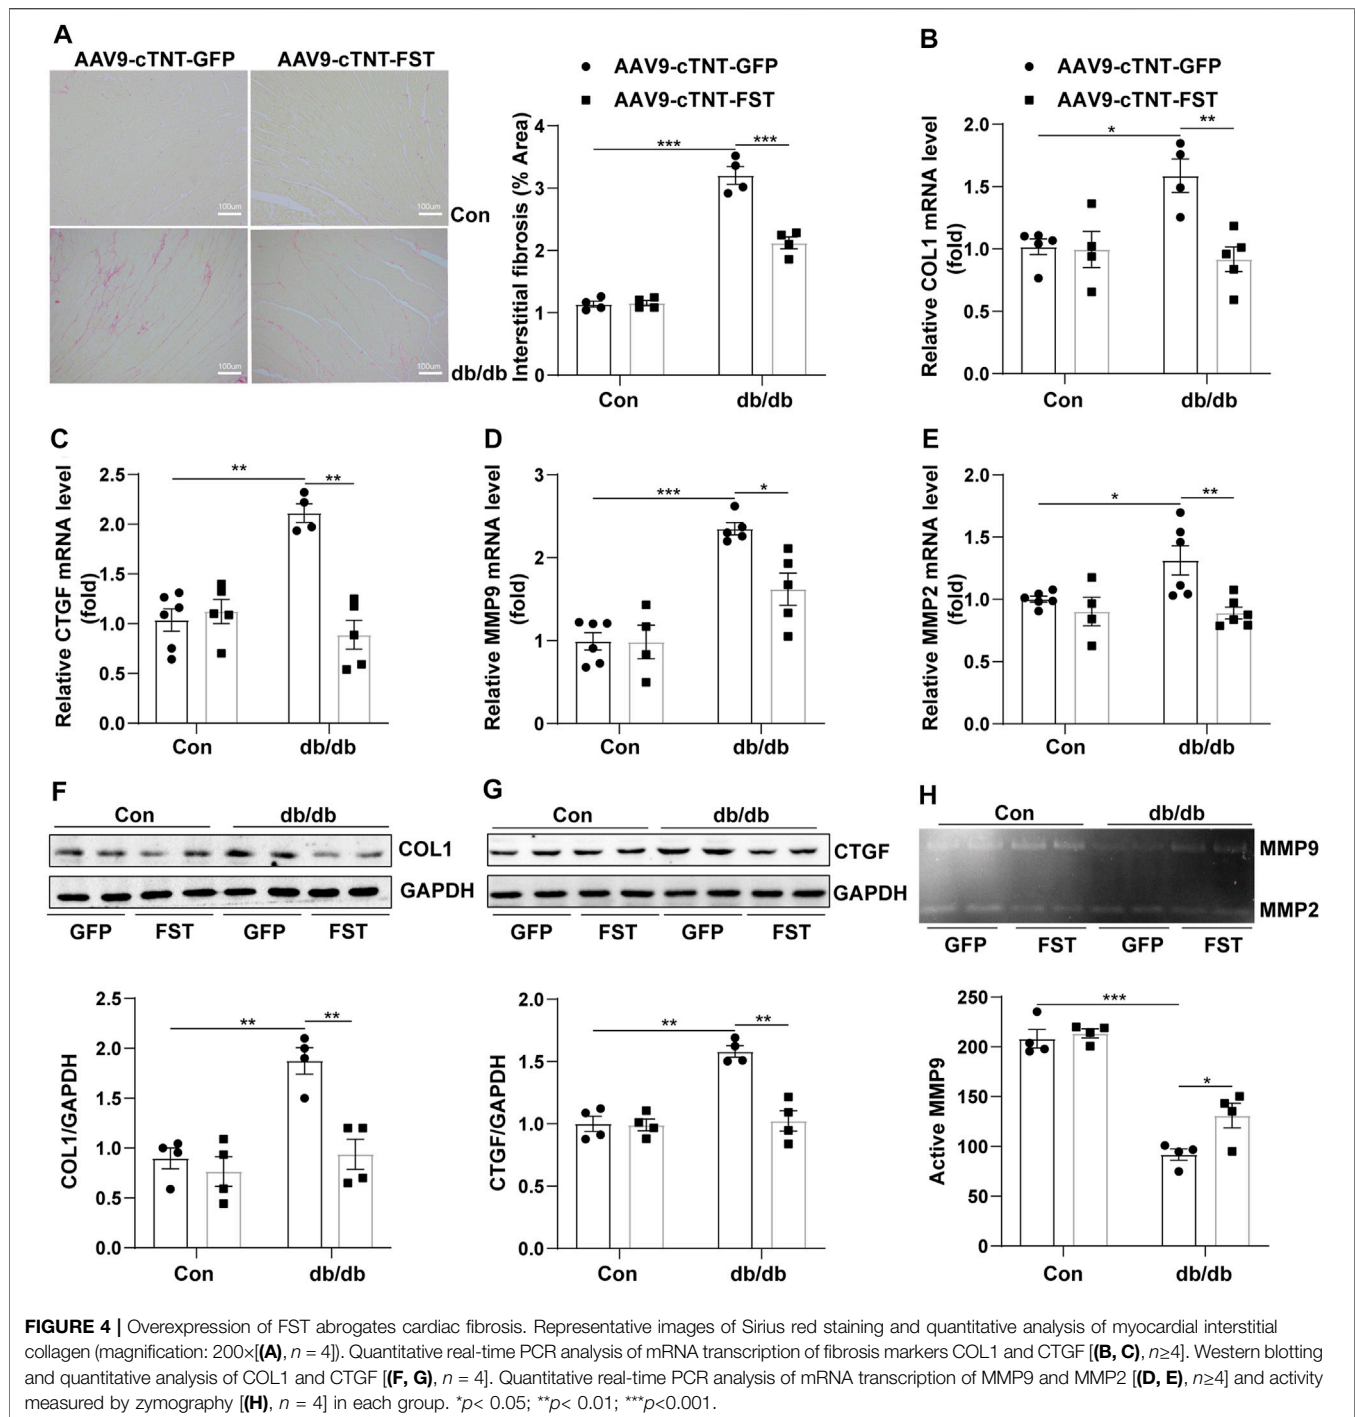 A
AAV9-cTNT-GFP
AAV9-cTNT-FST
100um
100um
Con
100um
100um
db/db
AAV9-cTNT-GFP
AAV9-cTNT-FST
Interstitial fibrosis (% Area)
4
3
2
1
0
***
***
Con
db/db
B
AAV9-cTNT-GFP
AAV9-cTNT-FST
Relative COL1 mRNA level
(fold)
2.0
1.5
1.0
0.5
0.0
*
**
Con
db/db
C
Relative CTGF mRNA level
(fold)
2.5
2.0
1.5
1.0
0.5
0.0
**
**
Con
db/db
D
Relative MMP9 mRNA level
(fold)
3
2
1
0
***
*
Con
db/db
E
Relative MMP2 mRNA level
(fold)
2.0
1.5
1.0
0.5
0.0
*
**
Con
db/db
F
Con
db/db
COL1
GAPDH
GFP
FST
GFP
FST
COL1/GAPDH
2.5
2.0
1.5
1.0
0.5
0.0
**
**
Con
db/db
G
Con
db/db
CTGF
GAPDH
GFP
FST
GFP
FST
CTGF/GAPDH
2.0
1.5
1.0
0.5
0.0
**
**
Con
db/db
H
Con
db/db
MMP9
MMP2
GFP
FST
GFP
FST
Active MMP9
250
200
150
100
50
0
***
*
Con
db/db
FIGURE 4 | Overexpression of FST abrogates cardiac fibrosis. Representative images of Sirius red staining and quantitative analysis of myocardial interstitial
collagen (magnification: 200×[(A), n = 4]). Quantitative real-time PCR analysis of mRNA transcription of fibrosis markers COL1 and CTGF [(B, C), n≥4]. Western blotting
and quantitative analysis of COL1 and CTGF [(F, G), n = 4]. Quantitative real-time PCR analysis of mRNA transcription of MMP9 and MMP2 [(D, E), n≥4] and activity
measured by zymography [(H), n = 4] in each group. *p< 0.05; **p< 0.01; ***p<0.001.